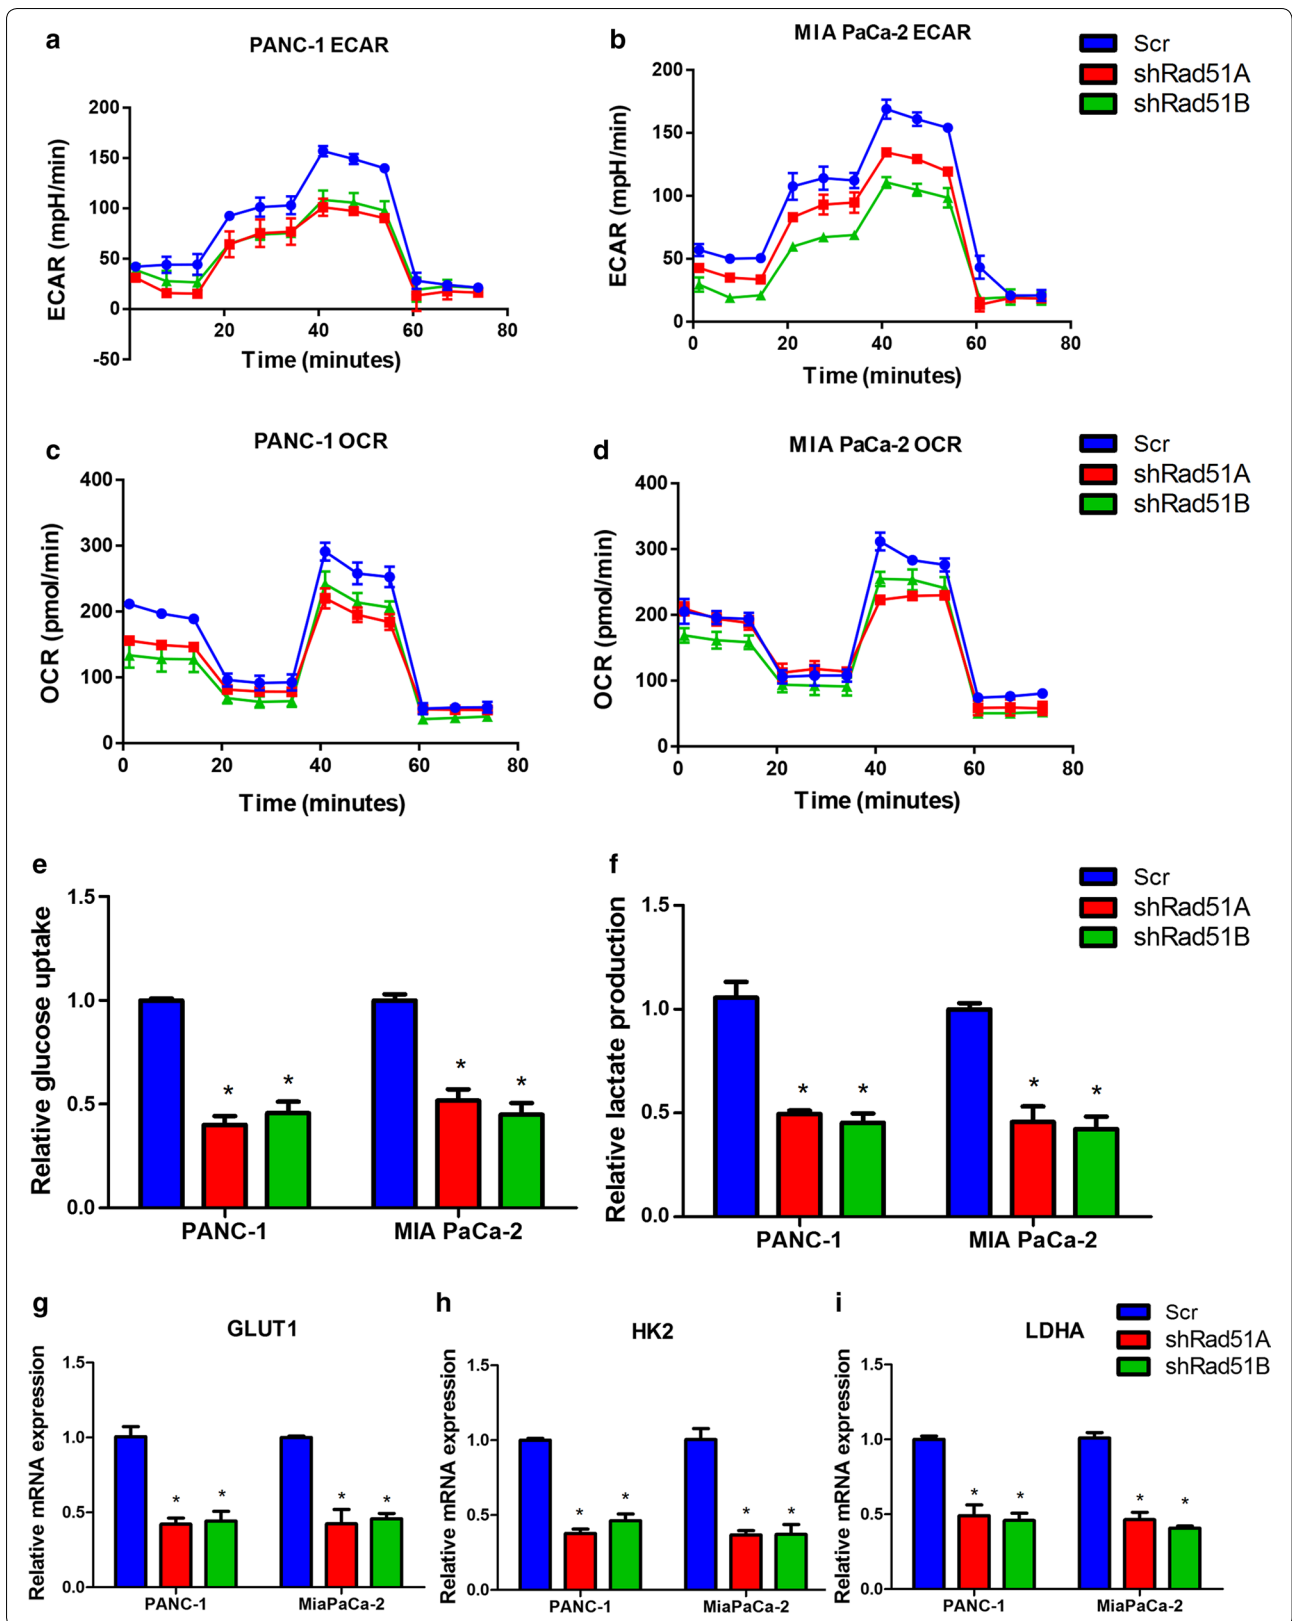 a
PANC-1 ECAR
ECAR (mpH/min)
200
150
100
50
0
-50
20
40
60
80
Time (minutes)
b
MIA PaCa-2 ECAR
ECAR (mpH/min)
200
150
100
50
0
0
20
40
60
80
Time (minutes)
Scr
shRad51A
shRad51B
c
PANC-1 OCR
OCR (pmol/min)
400
300
200
100
0
0
20
40
60
80
Time (minutes)
d
MIA PaCa-2 OCR
OCR (pmol/min)
400
300
200
100
0
0
20
40
60
80
Time (minutes)
Scr
shRad51A
shRad51B
e
Relative glucose uptake
1.5
1.0
0.5
0.0
* * * *
PANC-1
MIA PaCa-2
f
Relative lactate production
1.5
1.0
0.5
0.0
* * * *
PANC-1
MIA PaCa-2
Scr
shRad51A
shRad51B
g
GLUT1
Relative mRNA expression
1.5
1.0
0.5
0.0
* * * *
PANC-1
MiaPaCa-2
h
HK2
Relative mRNA expression
1.5
1.0
0.5
0.0
* * * *
PANC-1
MiaPaCa-2
i
LDHA
Relative mRNA expression
1.5
1.0
0.5
0.0
* * * *
PANC-1
MiaPaCa-2
Scr
shRad51A
shRad51B